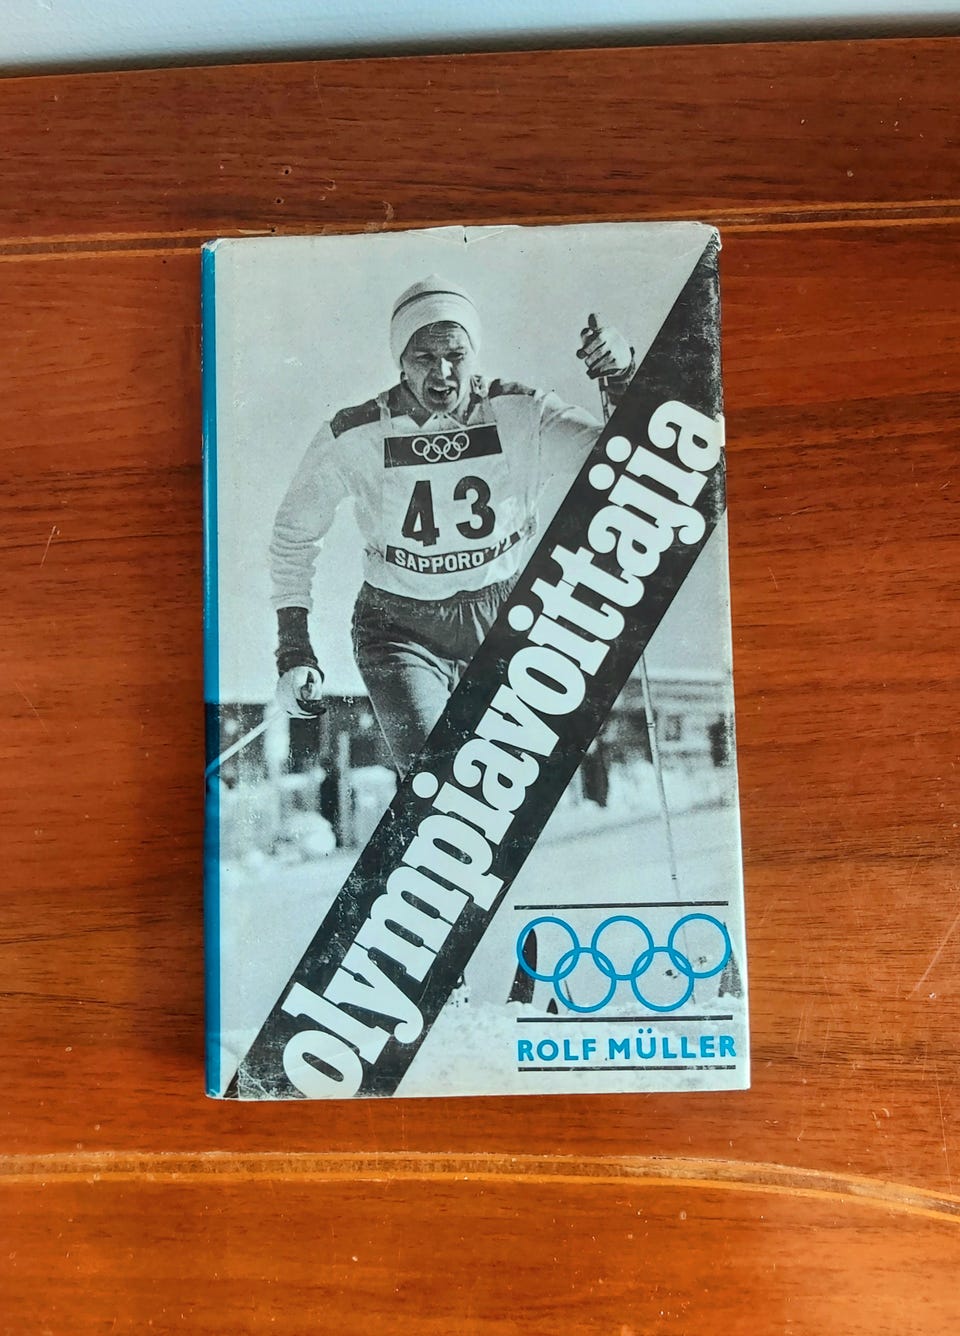 43
SAPPORO '72
olympiavoittajia
ROLF MÜLLER